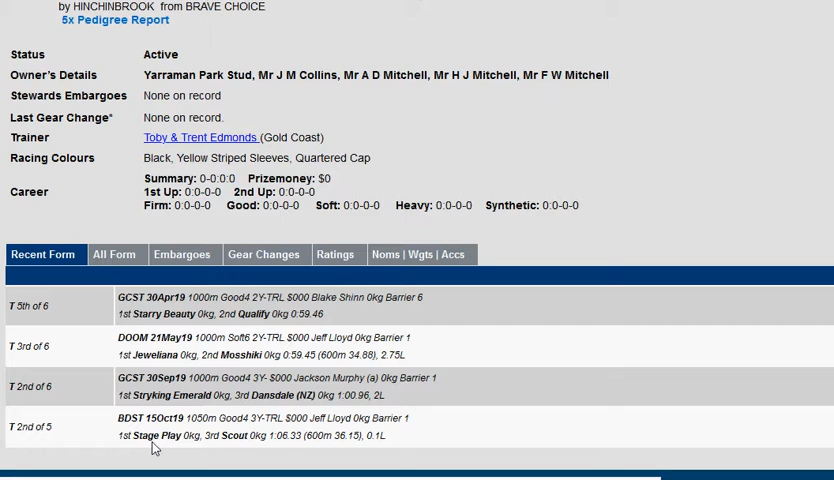 by HINCHINBROOK from BRAVE CHOICE
5x Pedigree Report
Status Active
Owner's Details Yarraman Park Stud, Mr J M Collins, Mr A D Mitchell, Mr H J Mitchell, Mr F W Mitchell
Stewards Embargoes None on record
Last Gear Change* None on record.
Trainer Toby & Trent Edmonds (Gold Coast)
Racing Colours Black, Yellow Striped Sleeves, Quartered Cap
Summary: 0-0:0:0 Prizemoney: $0
Career 1st Up: 0:0-0-0 2nd Up: 0:0-0-0
Firm: 0:0-0-0 Good: 0:0-0-0 Soft: 0:0-0-0 Heavy: 0:0-0-0 Synthetic: 0:0-0-0
Recent Form All Form Embargoes Gear Changes Ratings Noms | Wgts | Accs
T 5th of 6 GCST 30Apr19 1000m Good4 2Y-TRL $000 Blake Shinn 0kg Barrier 6
1st Starry Beauty 0kg, 2nd Qualify 0kg 0:59.46
T 3rd of 6 DOOM 21May19 1000m Soft6 2Y-TRL $000 Jeff Lloyd 0kg Barrier 1
1st Jeweliana 0kg, 2nd Mosshiki 0kg 0:59.45 (600m 34.88), 2.75L
T 2nd of 6 GCST 30Sep19 1000m Good4 3Y- $000 Jackson Murphy (a) 0kg Barrier 1
1st Stryking Emerald 0kg, 3rd Dansdale (NZ) 0kg 1:00.96, 2L
T 2nd of 5 BDST 15Oct19 1050m Good4 3Y-TRL $000 Jeff Lloyd 0kg Barrier 1
1st Stage Play 0kg, 3rd Scout 0kg 1:06.33 (600m 36.15), 0.1L